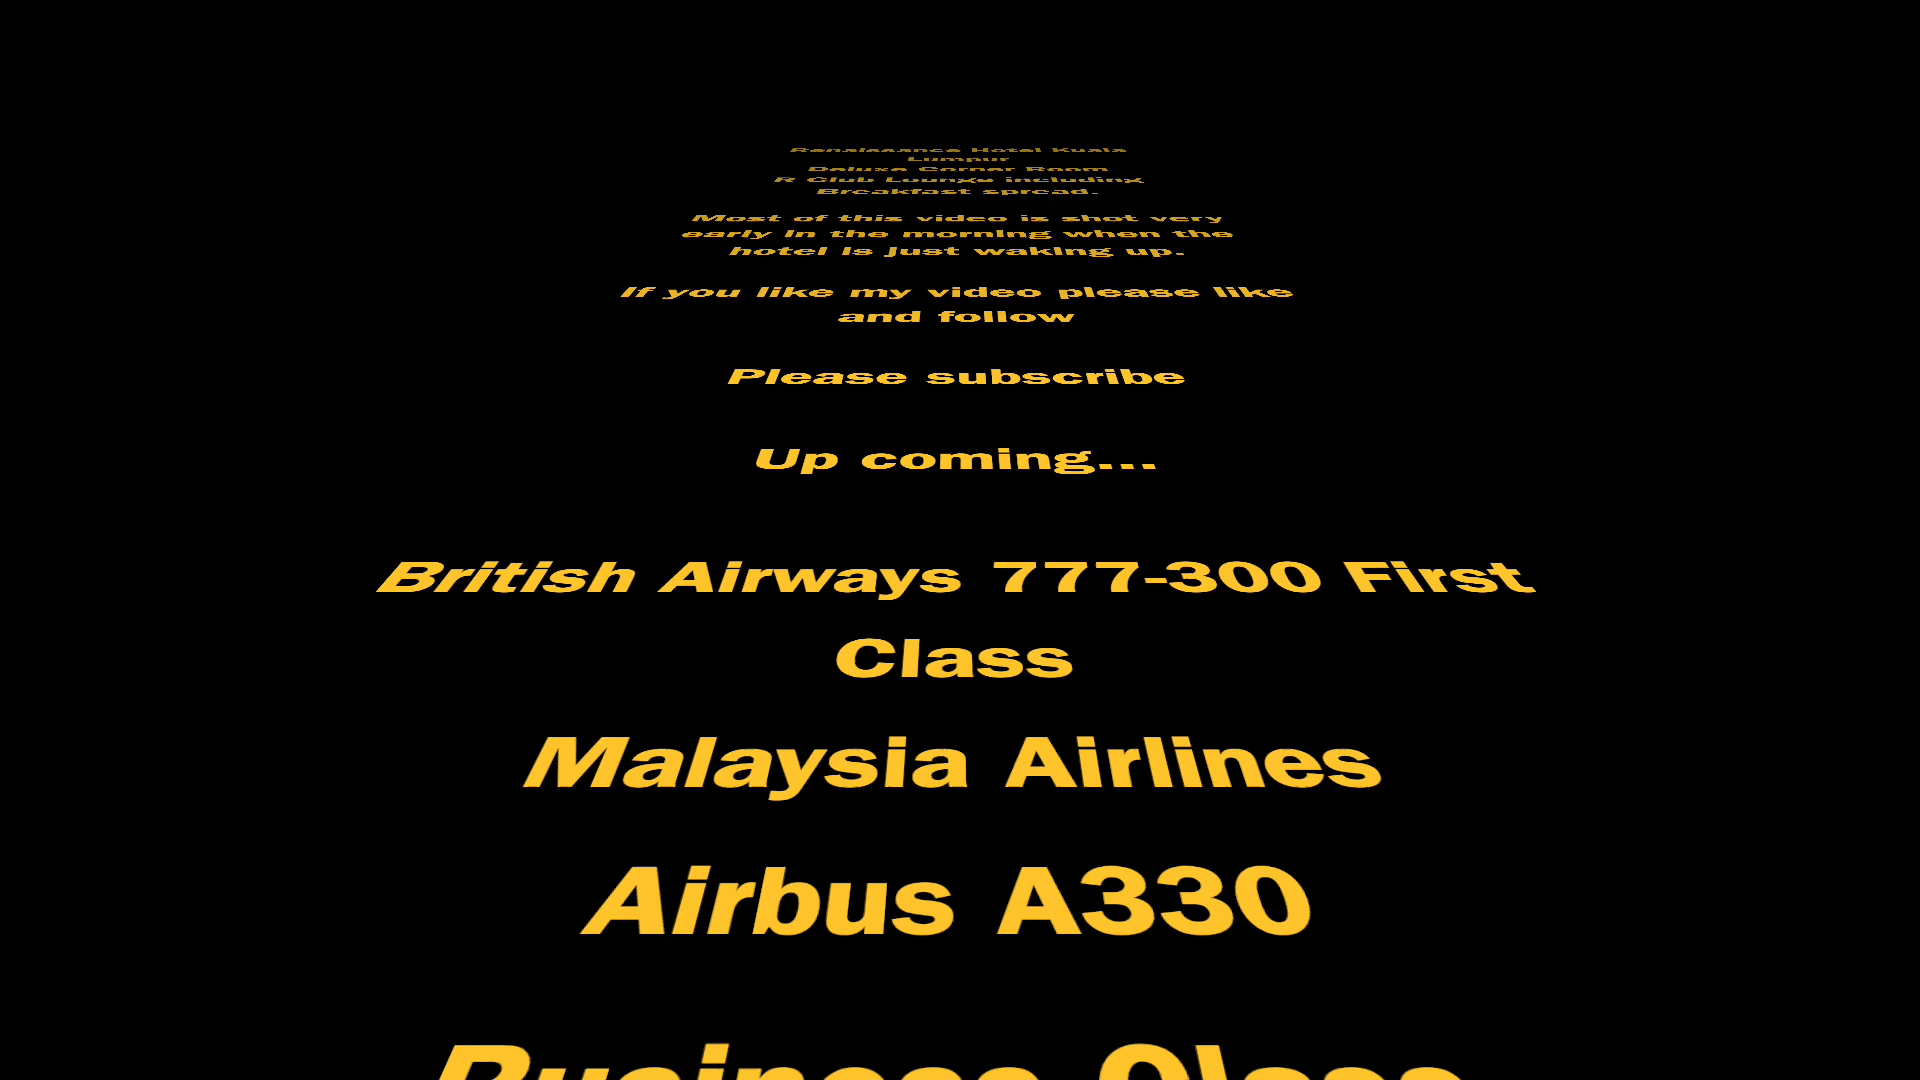 Renaissance Hotel Kuala
Lumpur
Deluxe Corner Room
R Club Lounge including
Breakfast spread.
Most of this video is shot very
early in the morning when the
hotel is just waking up.
If you like my video please like
and follow
Please subscribe
Up coming...
British Airways 777-300 First
Class
Malaysia Airlines
Airbus A330
Business Class